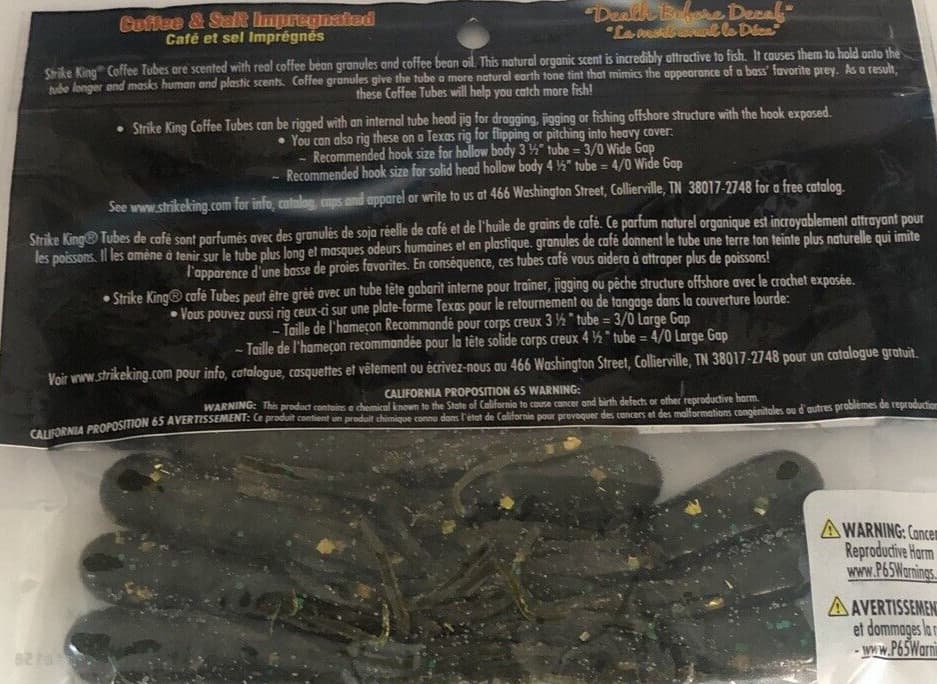 Coffee & Salt Impregnated
Café et sel Imprégnés
"Death Before Decaf"
"La mort avant le Déca"
Strike King® Coffee Tubes are scented with real coffee bean granules and coffee bean oil. This natural organic scent is incredibly attractive to fish. It causes them to hold onto the
tube longer and masks human and plastic scents. Coffee granules give the tube a more natural earth tone tint that mimics the appearance of a bass' favorite prey. As a result,
these Coffee Tubes will help you catch more fish!
• Strike King Coffee Tubes can be rigged with an internal tube head jig for dragging, jigging or fishing offshore structure with the hook exposed.
• You can also rig these on a Texas rig for flipping or pitching into heavy cover:
~ Recommended hook size for hollow body 3 ½" tube = 3/0 Wide Gap
~ Recommended hook size for solid head hollow body 4 ½" tube = 4/0 Wide Gap
See www.strikeking.com for info, catalog, caps and apparel or write to us at 466 Washington Street, Collierville, TN 38017-2748 for a free catalog.
Strike King® Tubes de café sont parfumés avec des granulés de soja réelle de café et de l'huile de grains de café. Ce parfum naturel organique est incroyablement attrayant pour
les poissons. Il les amène à tenir sur le tube plus long et masques odeurs humaines et en plastique. granules de café donnent le tube une terre ton teinte plus naturelle qui imite
l'apparence d'une basse de proies favorites. En conséquence, ces tubes café vous aidera à attraper plus de poissons!
• Strike King® café Tubes peut être gréé avec un tube tête gabarit interne pour traîner, jigging ou pêche structure offshore avec le crochet exposée.
• Vous pouvez aussi rig ceux-ci sur une plate-forme Texas pour le retournement ou de tangage dans la couverture lourde:
~ Taille de l'hameçon Recommandé pour corps creux 3 ½ " tube = 3/0 Large Gap
~ Taille de l'hameçon recommandée pour la tête solide corps creux 4 ½ " tube = 4/0 Large Gap
Voir www.strikeking.com pour info, catalogue, casquettes et vêtement ou écrivez-nous au 466 Washington Street, Collierville, TN 38017-2748 pour un catalogue gratuit.
CALIFORNIA PROPOSITION 65 WARNING:
WARNING: This product contains a chemical known to the State of California to cause cancer and birth defects or other reproductive harm.
CALIFORNIA PROPOSITION 65 AVERTISSEMENT: Ce produit contient un produit chimique connu dans l'état de Californie pour provoquer des cancers et des malformations congénitales ou d'autres problèmes de reproduction
WARNING: Cancer
Reproductive Harm
www.P65Warnings.
AVERTISSEMEN
et dommages la r
- www.P65Warni